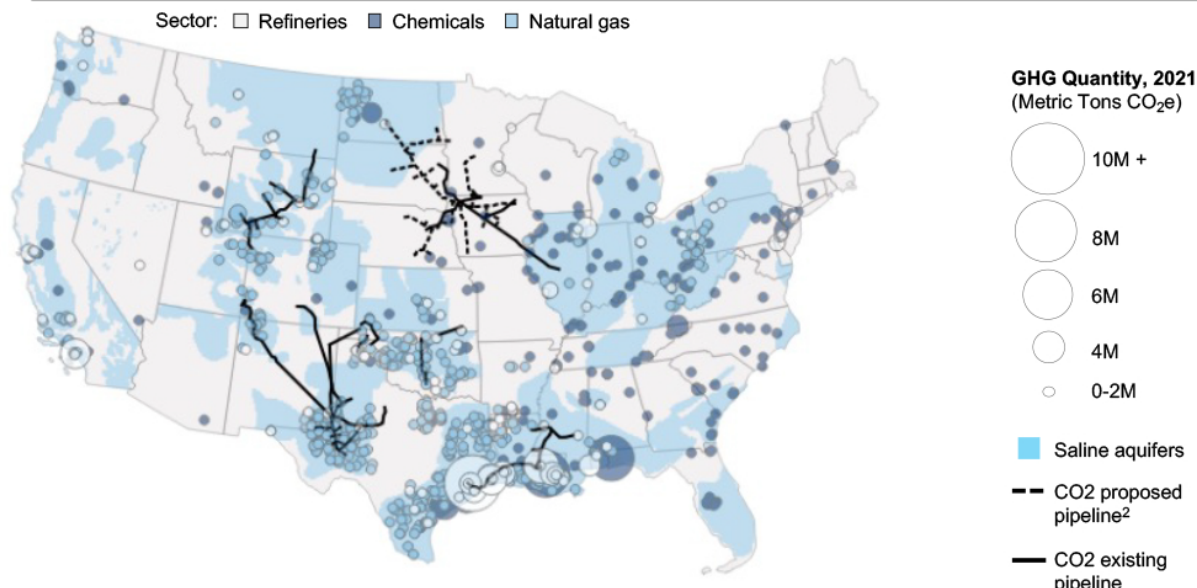 Sector: Refineries Chemicals Natural gas
GHG Quantity, 2021
(Metric Tons CO₂e)
10M +
8M
6M
4M
0-2M
Saline aquifers
CO2 proposed
pipeline²
CO2 existing
pipeline